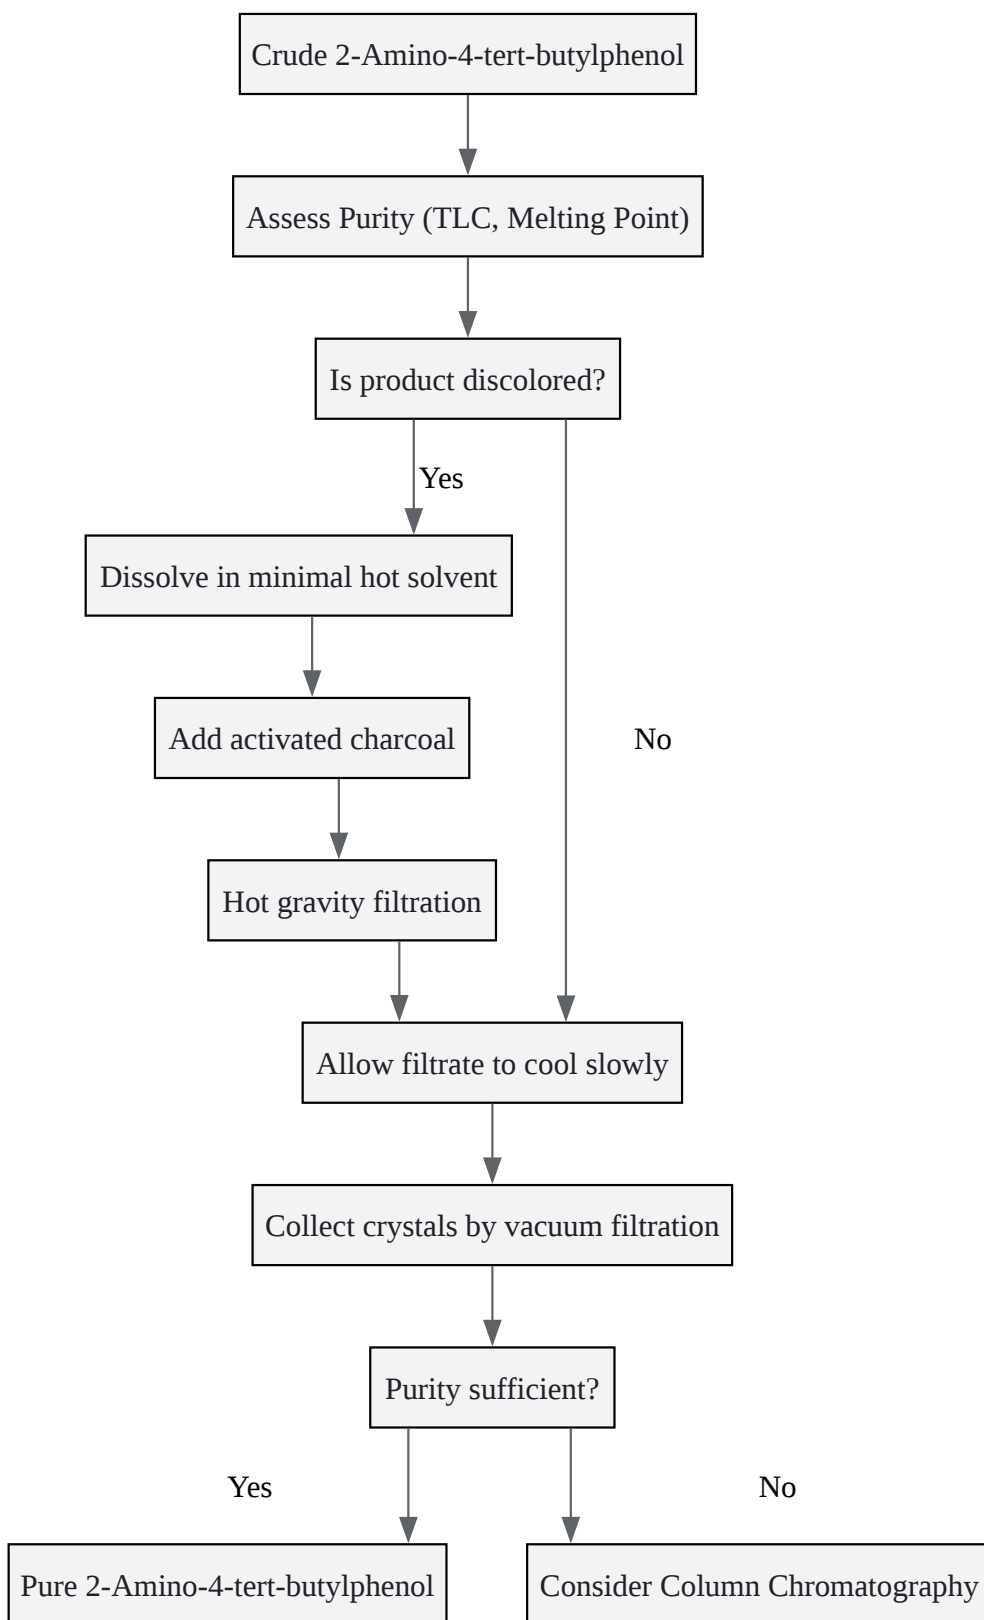 Crude 2-Amino-4-tert-butylphenol
Assess Purity (TLC, Melting Point)
Is product discolored?
Yes
Dissolve in minimal hot solvent
Add activated charcoal
No
Hot gravity filtration
Allow filtrate to cool slowly
Collect crystals by vacuum filtration
Purity sufficient?
Yes
No
Pure 2-Amino-4-tert-butylphenol
Consider Column Chromatography